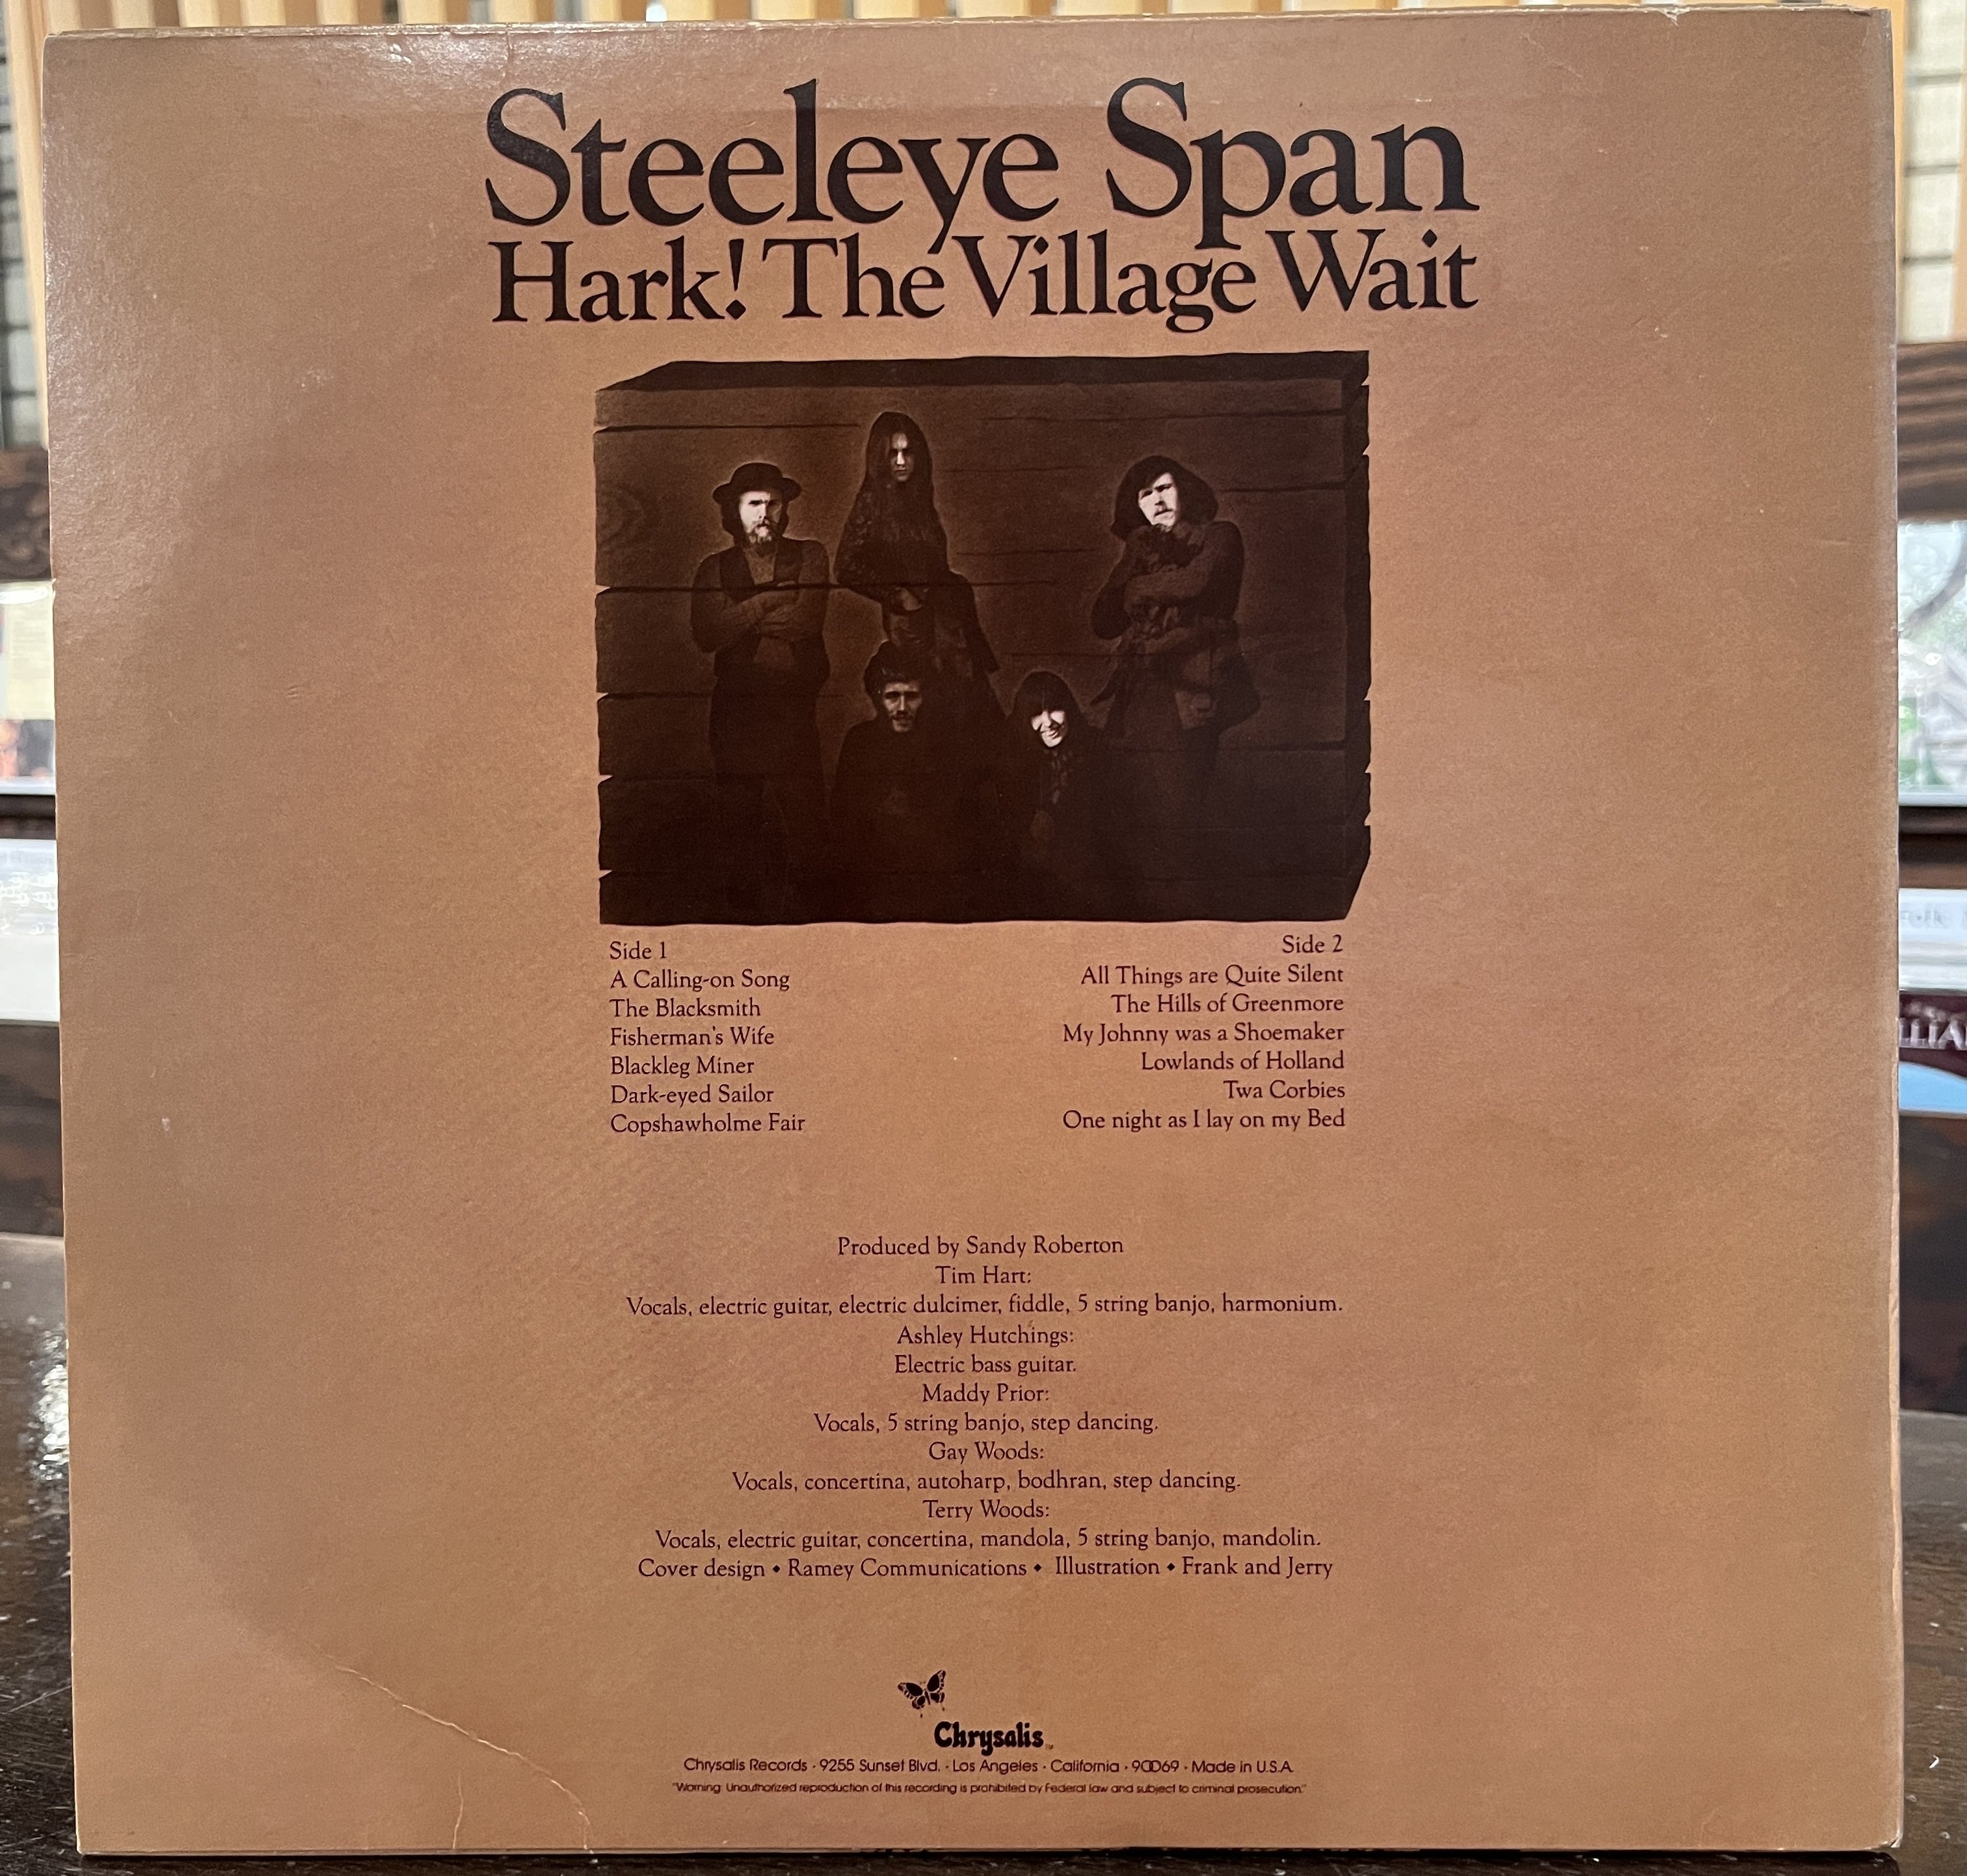 Steeleye Span
Hark! The Village Wait
Side 1
A Calling-on Song
The Blacksmith
Fisherman's Wife
Blackleg Miner
Dark-eyed Sailor
Copshawholme Fair
Side 2
All Things are Quite Silent
The Hills of Greenmore
My Johnny was a Shoemaker
Lowlands of Holland
Twa Corbies
One night as I lay on my Bed
Produced by Sandy Roberton
Tim Hart:
Vocals, electric guitar, electric dulcimer, fiddle, 5 string banjo, harmonium.
Ashley Hutchings:
Electric bass guitar.
Maddy Prior:
Vocals, 5 string banjo, step dancing.
Gay Woods:
Vocals, concertina, autoharp, bodhran, step dancing.
Terry Woods:
Vocals, electric guitar, concertina, mandola, 5 string banjo, mandolin.
Cover design • Ramey Communications • Illustration • Frank and Jerry
Chrysalis™
Chrysalis Records · 9255 Sunset Blvd. · Los Angeles · California · 90069 · Made in U.S.A.
"Warning: Unauthorized reproduction of this recording is prohibited by Federal law and subject to criminal prosecution."